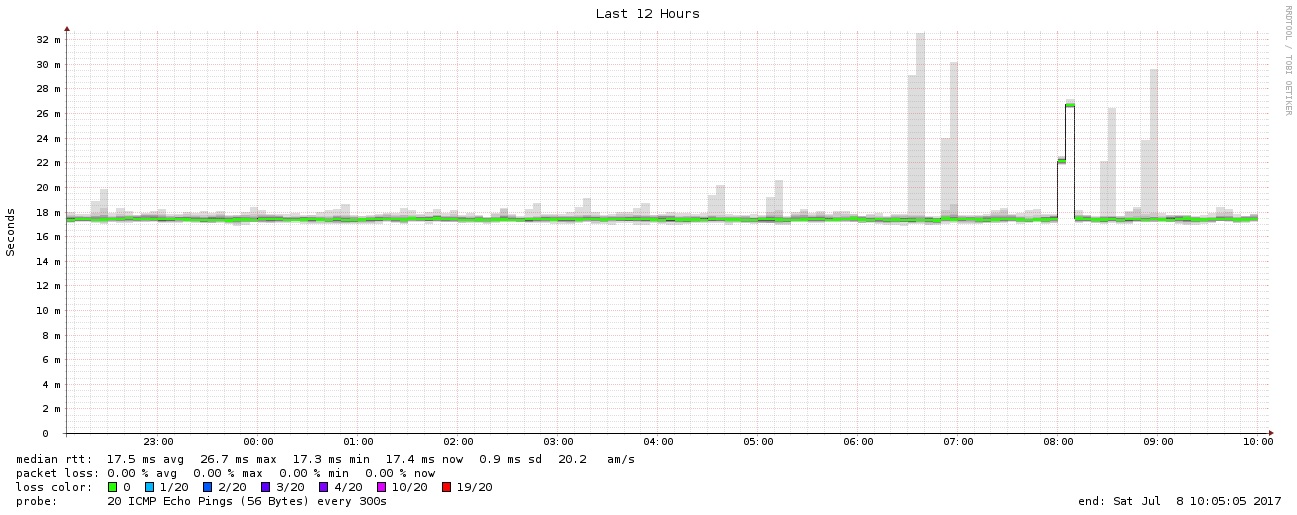 Last 12 Hours
RRDTOOL / TOBI OETIKER
Seconds
32 m
30 m
28 m
26 m
24 m
22 m
20 m
18 m
16 m
14 m
12 m
10 m
8 m
6 m
4 m
2 m
0
23:00 00:00 01:00 02:00 03:00 04:00 05:00 06:00 07:00 08:00 09:00 10:00
median rtt: 17.5 ms avg 26.7 ms max 17.3 ms min 17.4 ms now 0.9 ms sd 20.2 am/s
packet loss: 0.00 % avg 0.00 % max 0.00 % min 0.00 % now
loss color: 0 1/20 2/20 3/20 4/20 10/20 19/20
probe: 20 ICMP Echo Pings (56 Bytes) every 300s end: Sat Jul 8 10:05:05 2017